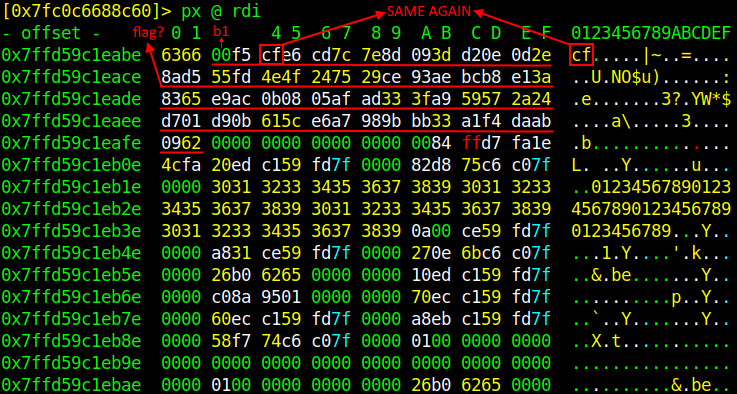 [0x7fc0c6688c60]> px @ rdi
SAME AGAIN
flag? b1
- offset - 0 1 4 5 6 7 8 9 A B C D E F 0123456789ABCDEF
0x7ffd59c1eabe 6366 00f5 cfe6 cd7c 7e8d 093d d20e 0d2e cf.....|~..=....
0x7ffd59c1eace 8ad5 55fd 4e4f 2475 29ce 93ae bcb8 e13a ..U.NO$u)......:
0x7ffd59c1eade 8365 e9ac 0b08 05af ad33 3fa9 5957 2a24 .e.......3?.YW*$
0x7ffd59c1eaee d701 d90b 615c e6a7 989b bb33 a1f4 daab ....a\.....3....
0x7ffd59c1eafe 0962 0000 0000 0000 0000 0084 ffd7 fa1e .b..............
0x7ffd59c1eb0e 4cfa 20ed c159 fd7f 0000 82d8 75c6 c07f L. ..Y......u...
0x7ffd59c1eb1e 0000 3031 3233 3435 3637 3839 3031 3233 ..01234567890123
0x7ffd59c1eb2e 3435 3637 3839 3031 3233 3435 3637 3839 4567890123456789
0x7ffd59c1eb3e 3031 3233 3435 3637 3839 0a00 ce59 fd7f 0123456789...Y..
0x7ffd59c1eb4e 0000 a831 ce59 fd7f 0000 270e 6bc6 c07f ...1.Y....'.k...
0x7ffd59c1eb5e 0000 26b0 6265 0000 0000 10ed c159 fd7f ..&.be.......Y..
0x7ffd59c1eb6e 0000 c08a 9501 0000 0000 70ec c159 fd7f ..........p..Y..
0x7ffd59c1eb7e 0000 60ec c159 fd7f 0000 a8eb c159 fd7f ..`..Y.......Y..
0x7ffd59c1eb8e 0000 58f7 74c6 c07f 0000 0100 0000 0000 ..X.t...........
0x7ffd59c1eb9e 0000 0000 0000 0000 0000 0000 0000 0000 ................
0x7ffd59c1ebae 0000 0100 0000 0000 0000 26b0 6265 0000 ..........&.be..